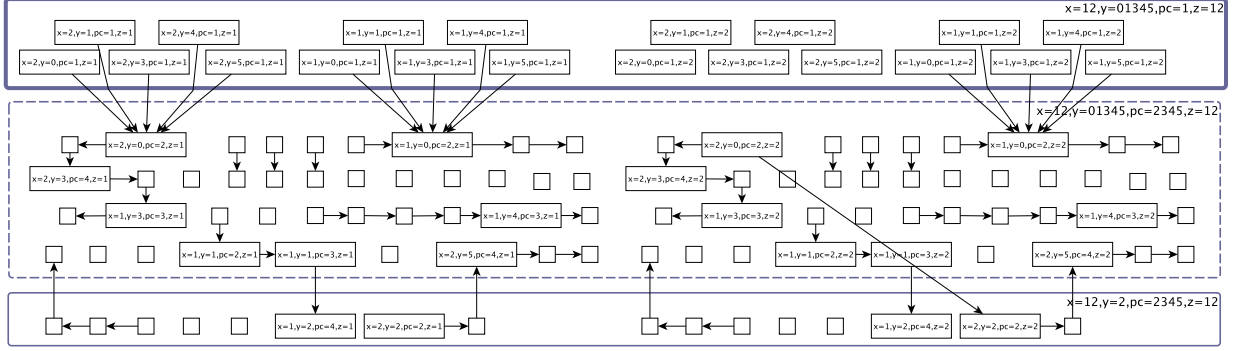 x=12,y=01345,pc=1,z=12
x=2,y=1,pc=1,z=1 x=2,y=4,pc=1,z=1 x=1,y=1,pc=1,z=1 x=1,y=4,pc=1,z=1 x=2,y=1,pc=1,z=2 x=2,y=4,pc=1,z=2 x=1,y=1,pc=1,z=2 x=1,y=4,pc=1,z=2
x=2,y=0,pc=1,z=1 x=2,y=3,pc=1,z=1 x=2,y=5,pc=1,z=1 x=1,y=0,pc=1,z=1 x=1,y=3,pc=1,z=1 x=1,y=5,pc=1,z=1 x=2,y=0,pc=1,z=2 x=2,y=3,pc=1,z=2 x=2,y=5,pc=1,z=2 x=1,y=0,pc=1,z=2 x=1,y=3,pc=1,z=2 x=1,y=5,pc=1,z=2
x=12,y=01345,pc=2345,z=12
x=2,y=0,pc=2,z=1 x=1,y=0,pc=2,z=1 x=2,y=0,pc=2,z=2 x=1,y=0,pc=2,z=2
x=2,y=3,pc=4,z=1 x=2,y=3,pc=4,z=2
x=1,y=3,pc=3,z=1 x=1,y=4,pc=3,z=1 x=1,y=3,pc=3,z=2 x=1,y=4,pc=3,z=2
x=1,y=1,pc=2,z=1 x=1,y=1,pc=3,z=1 x=2,y=5,pc=4,z=1 x=1,y=1,pc=2,z=2 x=1,y=1,pc=3,z=2 x=2,y=5,pc=4,z=2
x=12,y=2,pc=2345,z=12
x=1,y=2,pc=4,z=1 x=2,y=2,pc=2,z=1 x=1,y=2,pc=4,z=2 x=2,y=2,pc=2,z=2